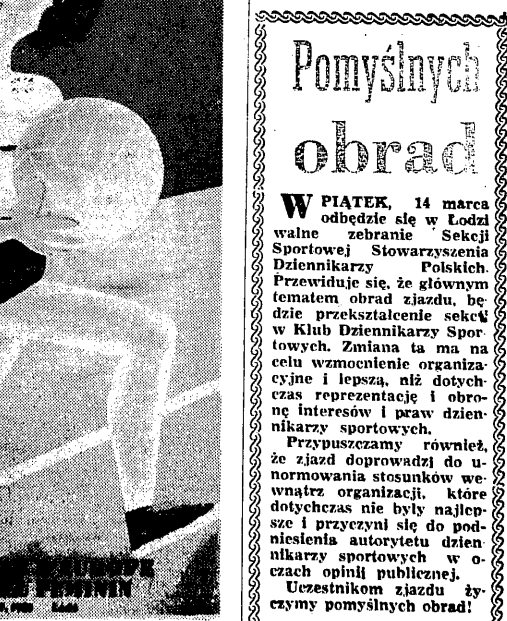 Pomyślnych
obrad
W PIĄTEK, 14 marca
odbędzie się w Łodzi
walne zebranie Sekcji
Sportowej Stowarzyszenia
Dziennikarzy Polskich.
Przewiduje się, że głównym
tematem obrad zjazdu, bę-
dzie przekształcenie sekcji
w Klub Dziennikarzy Spor-
towych. Zmiana ta ma na
celu wzmocnienie organiza-
cyjne i lepszą, niż dotych-
czas reprezentację i obro-
nę interesów i praw dzien-
nikarzy sportowych.
Przypuszczamy również,
że zjazd doprowadzi do u-
normowania stosunków we-
wnątrz organizacji, które
dotychczas nie były najlep-
sze i przyczyni się do pod-
niesienia autorytetu dzien
nikarzy sportowych w o-
czach opinii publicznej.
Uczestnikom zjazdu ży-
czymy pomyślnych obrad!
EUROPE
FEMININ